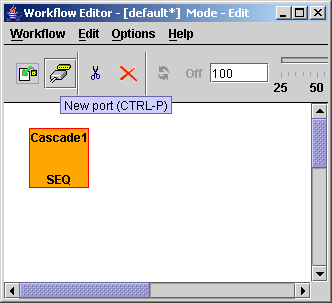 Workflow Editor - [default*]  Mode - Edit
Workflow Edit Options Help
Off 100
25 50
New port (CTRL-P)
Cascade1
SEQ